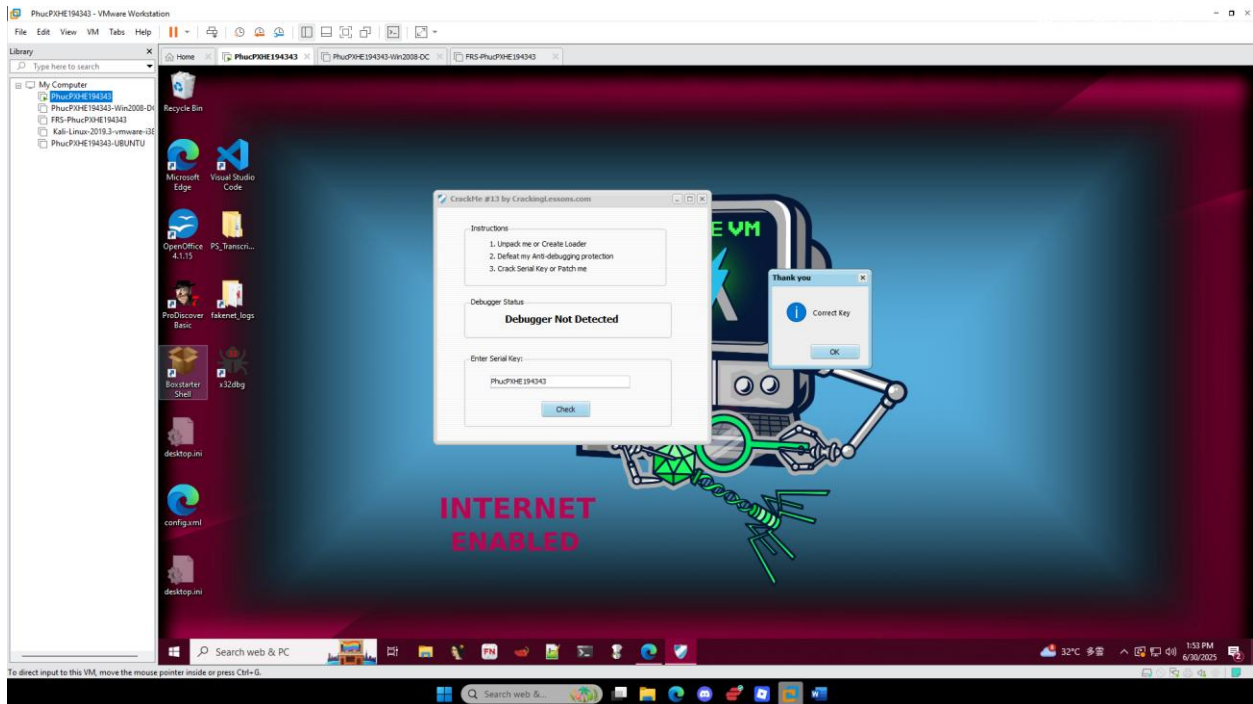 PhucPXHE194343 - VMware Workstation
File Edit View VM Tabs Help
Library
Type here to search
My Computer
PhucPXHE194343
PhucPXHE194343-Win2008-D
FRS-PhucPXHE194343
Kali-Linux-2019.3-vmware-i38
PhucPXHE194343-UBUNTU
Home
PhucPXHE194343
PhucPXHE194343-Win2008-DC
FRS-PhucPXHE194343
Recycle Bin
Microsoft Edge
Visual Studio Code
OpenOffice 4.1.15
PS_Transcri...
ProDiscover Basic
fakenet_logs
Boxstarter Shell
x32dbg
desktop.ini
config.xml
desktop.ini
CrackMe #13 by CrackingLessons.com
Instructions
1. Unpack me or Create Loader
2. Defeat my Anti-debugging protection
3. Crack Serial Key or Patch me
Debugger Status
Debugger Not Detected
Enter Serial Key:
PhucPXHE194343
Check
E VM
Thank you
Correct Key
OK
INTERNET
ENABLED
Search web & PC
FN
32°C 多雲
1:53 PM
6/30/2025
To direct input to this VM, move the mouse pointer inside or press Ctrl+G.
Search web &...